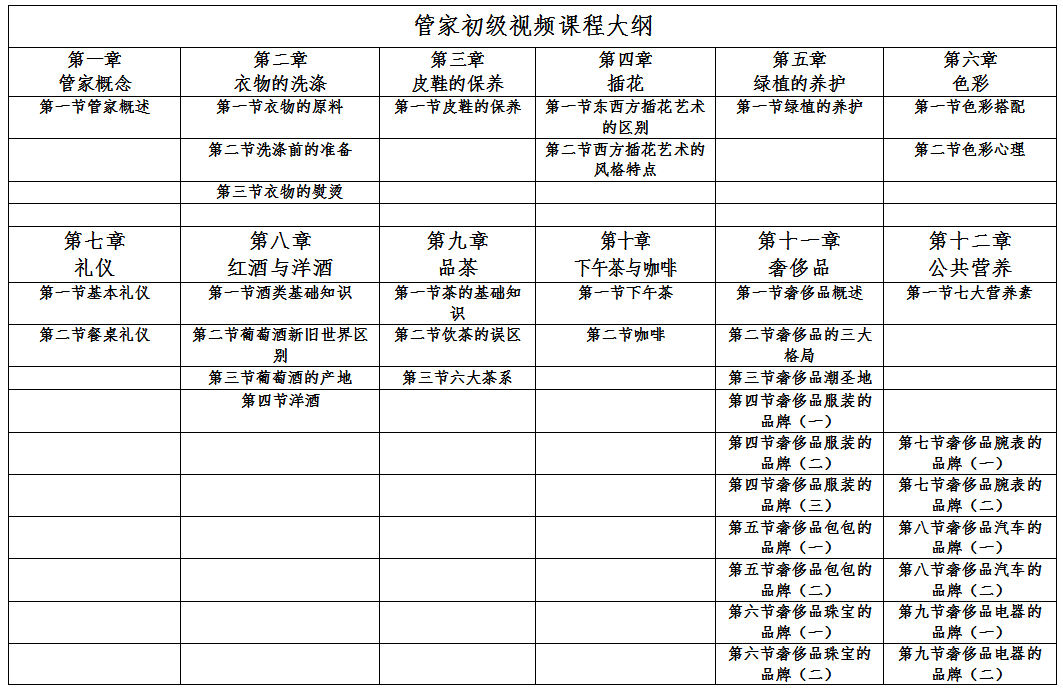 管家初级视频课程大纲
第一章 第二章 第三章 第四章 第五章 第六章
管家概念 衣物的洗涤 皮鞋的保养 插花 绿植的养护 色彩
第一节管家概述 第一节衣物的原料 第一节皮鞋的保养 第一节东西方插花艺术 第一节绿植的养护 第一节色彩搭配
的区别
第二节洗涤前的准备 第二节西方插花艺术的 第二节色彩心理
风格特点
第三节衣物的熨烫
第七章 第八章 第九章 第十章 第十一章 第十二章
礼仪 红酒与洋酒 品茶 下午茶与咖啡 奢侈品 公共营养
第一节基本礼仪 第一节酒类基础知识 第一节茶的基础知 第一节下午茶 第一节奢侈品概述 第一节七大营养素
识
第二节餐桌礼仪 第二节葡萄酒新旧世界区 第二节饮茶的误区 第二节咖啡 第二节奢侈品的三大
别 格局
第三节葡萄酒的产地 第三节六大茶系 第三节奢侈品潮圣地
第四节洋酒 第四节奢侈品服装的
品牌（一）
第四节奢侈品服装的 第七节奢侈品腕表的
品牌（二） 品牌（一）
第四节奢侈品服装的 第七节奢侈品腕表的
品牌（三） 品牌（二）
第五节奢侈品包包的 第八节奢侈品汽车的
品牌（一） 品牌（一）
第五节奢侈品包包的 第八节奢侈品汽车的
品牌（二） 品牌（二）
第六节奢侈品珠宝的 第九节奢侈品电器的
品牌（一） 品牌（一）
第六节奢侈品珠宝的 第九节奢侈品电器的
品牌（二） 品牌（二）